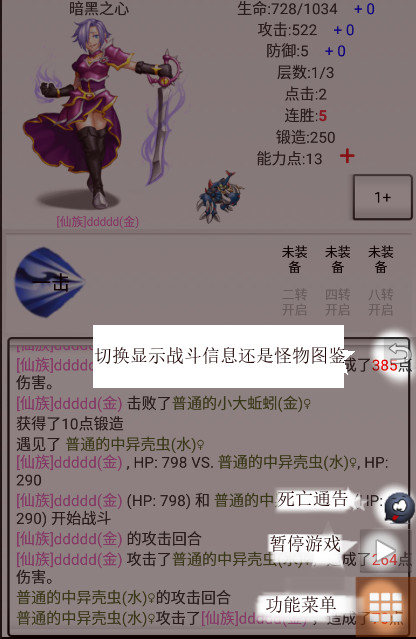 暗黑之心
生命:728/1034 + 0
攻击:522 + 0
防御:5 + 0
层数:1/3
点击:2
连胜:5
锻造:250
能力点:13 +
1+
[仙族]ddddd(金)
一击
未装备
未装备
未装备
二转开启
四转开启
八转开启
切换显示战斗信息还是怪物图鉴
[仙族]ddddd
成了385点
伤害。
[仙族]ddddd(金) 击败了普通的小大蚯蚓(金)♀
获得了10点锻造
遇见了 普通的中异壳虫(水)♀
[仙族]ddddd(金) , HP: 798 VS. 普通的中异壳虫(水)♀, HP:
290
[仙族]ddddd(金) (HP: 798) 和 普通的中
死亡通告
(HP:
290) 开始战斗
[仙族]ddddd(金) 的攻击回合
暂停游戏
[仙族]ddddd(金) 攻击了普通的中异壳虫(水)♀
造成了264点
伤害。
普通的中异壳虫(水)♀的攻击回合
功能菜单
普通的中异壳虫(水)♀攻击了[仙族]ddddd(金)